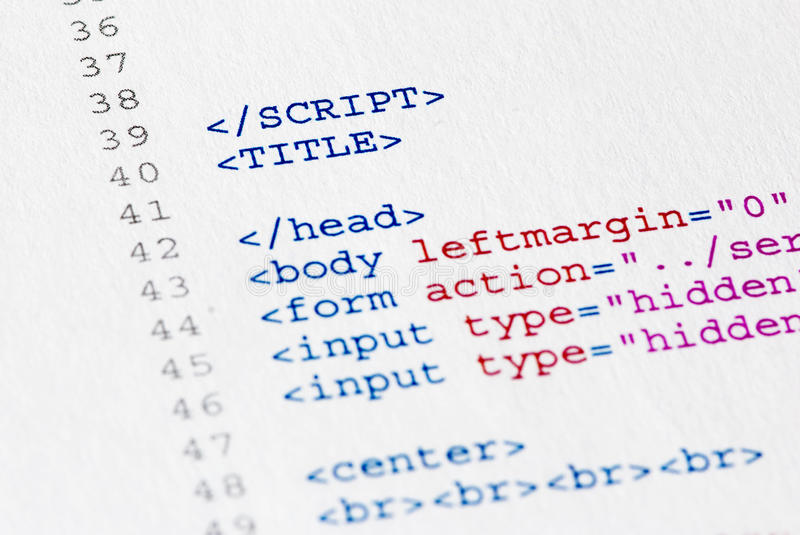 36
37
38
39 </SCRIPT>
40 <TITLE>
41
42 </head>
43 <body leftmargin="0"
44 <form action="../ser
45 <input type="hidden
46 <input type="hidden
47
48 <center>
49 <br><br><br><br>